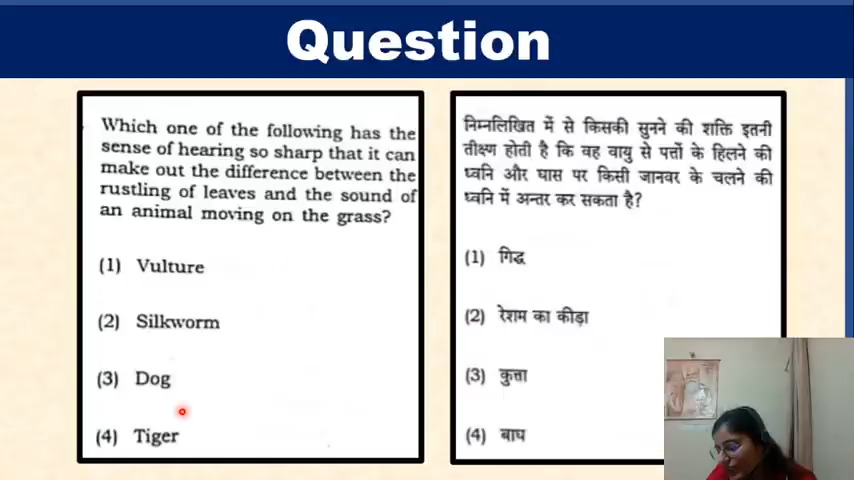 Question
Which one of the following has the
sense of hearing so sharp that it can
make out the difference between the
rustling of leaves and the sound of
an animal moving on the grass?
(1) Vulture
(2) Silkworm
(3) Dog
(4) Tiger
निम्नलिखित में से किसकी सुनने की शक्ति इतनी
तीक्ष्ण होती है कि वह वायु से पत्तों के हिलने की
ध्वनि और घास पर किसी जानवर के चलने की
ध्वनि में अन्तर कर सकता है?
(1) गिद्ध
(2) रेशम का कीड़ा
(3) कुत्ता
(4) बाघ